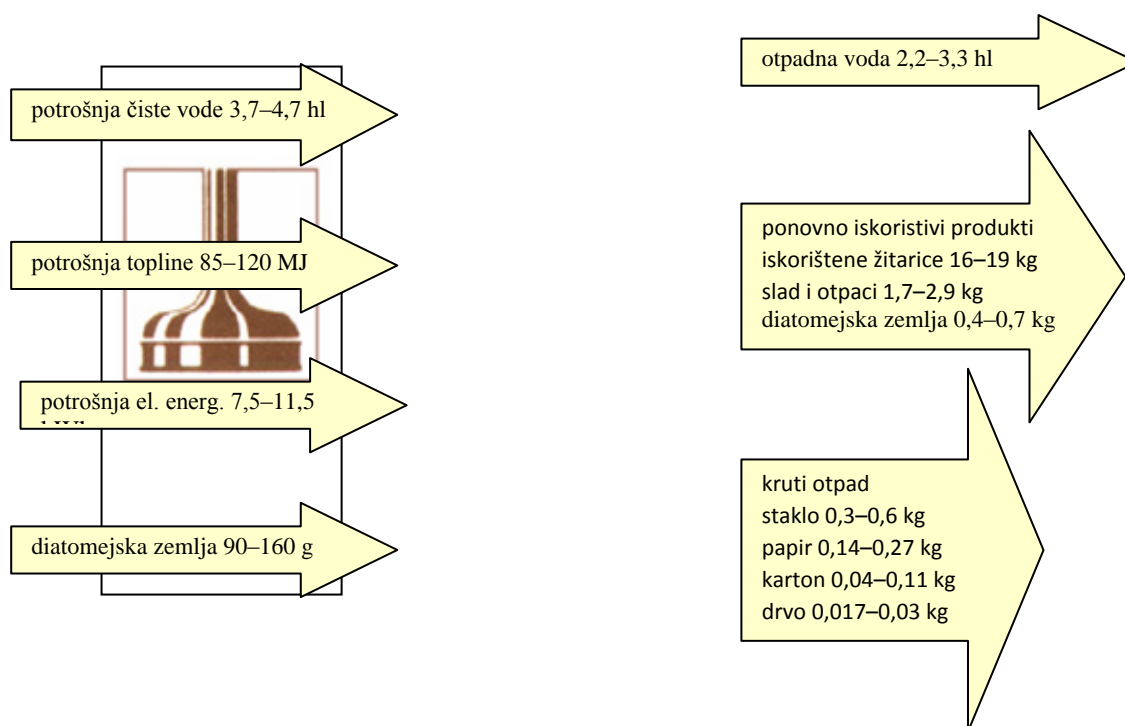 potrošnja čiste vode 3,7–4,7 hl
potrošnja topline 85–120 MJ
potrošnja el. energ. 7,5–11,5
diatomejska zemlja 90–160 g
otpadna voda 2,2–3,3 hl
ponovno iskoristivi produkti
iskorištene žitarice 16–19 kg
slad i otpaci 1,7–2,9 kg
diatomejska zemlja 0,4–0,7 kg
kruti otpad
staklo 0,3–0,6 kg
papir 0,14–0,27 kg
karton 0,04–0,11 kg
drvo 0,017–0,03 kg